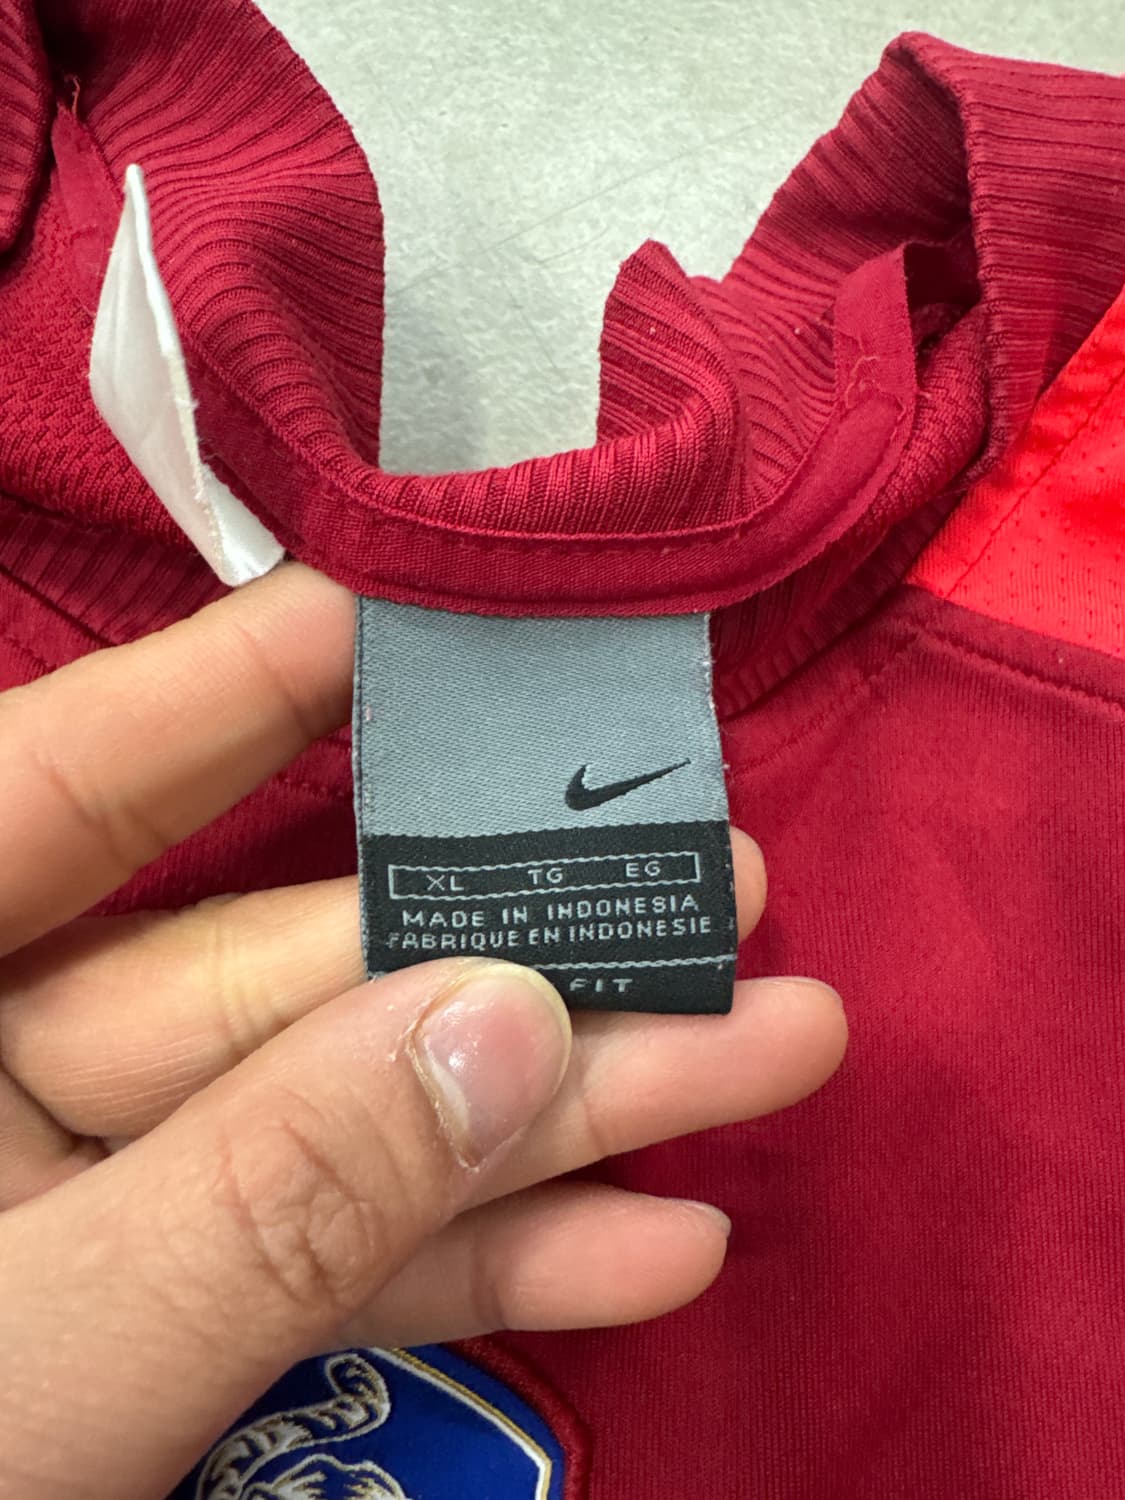 XL TG EG
MADE IN INDONESIA
FABRIQUE EN INDONESIE
FIT